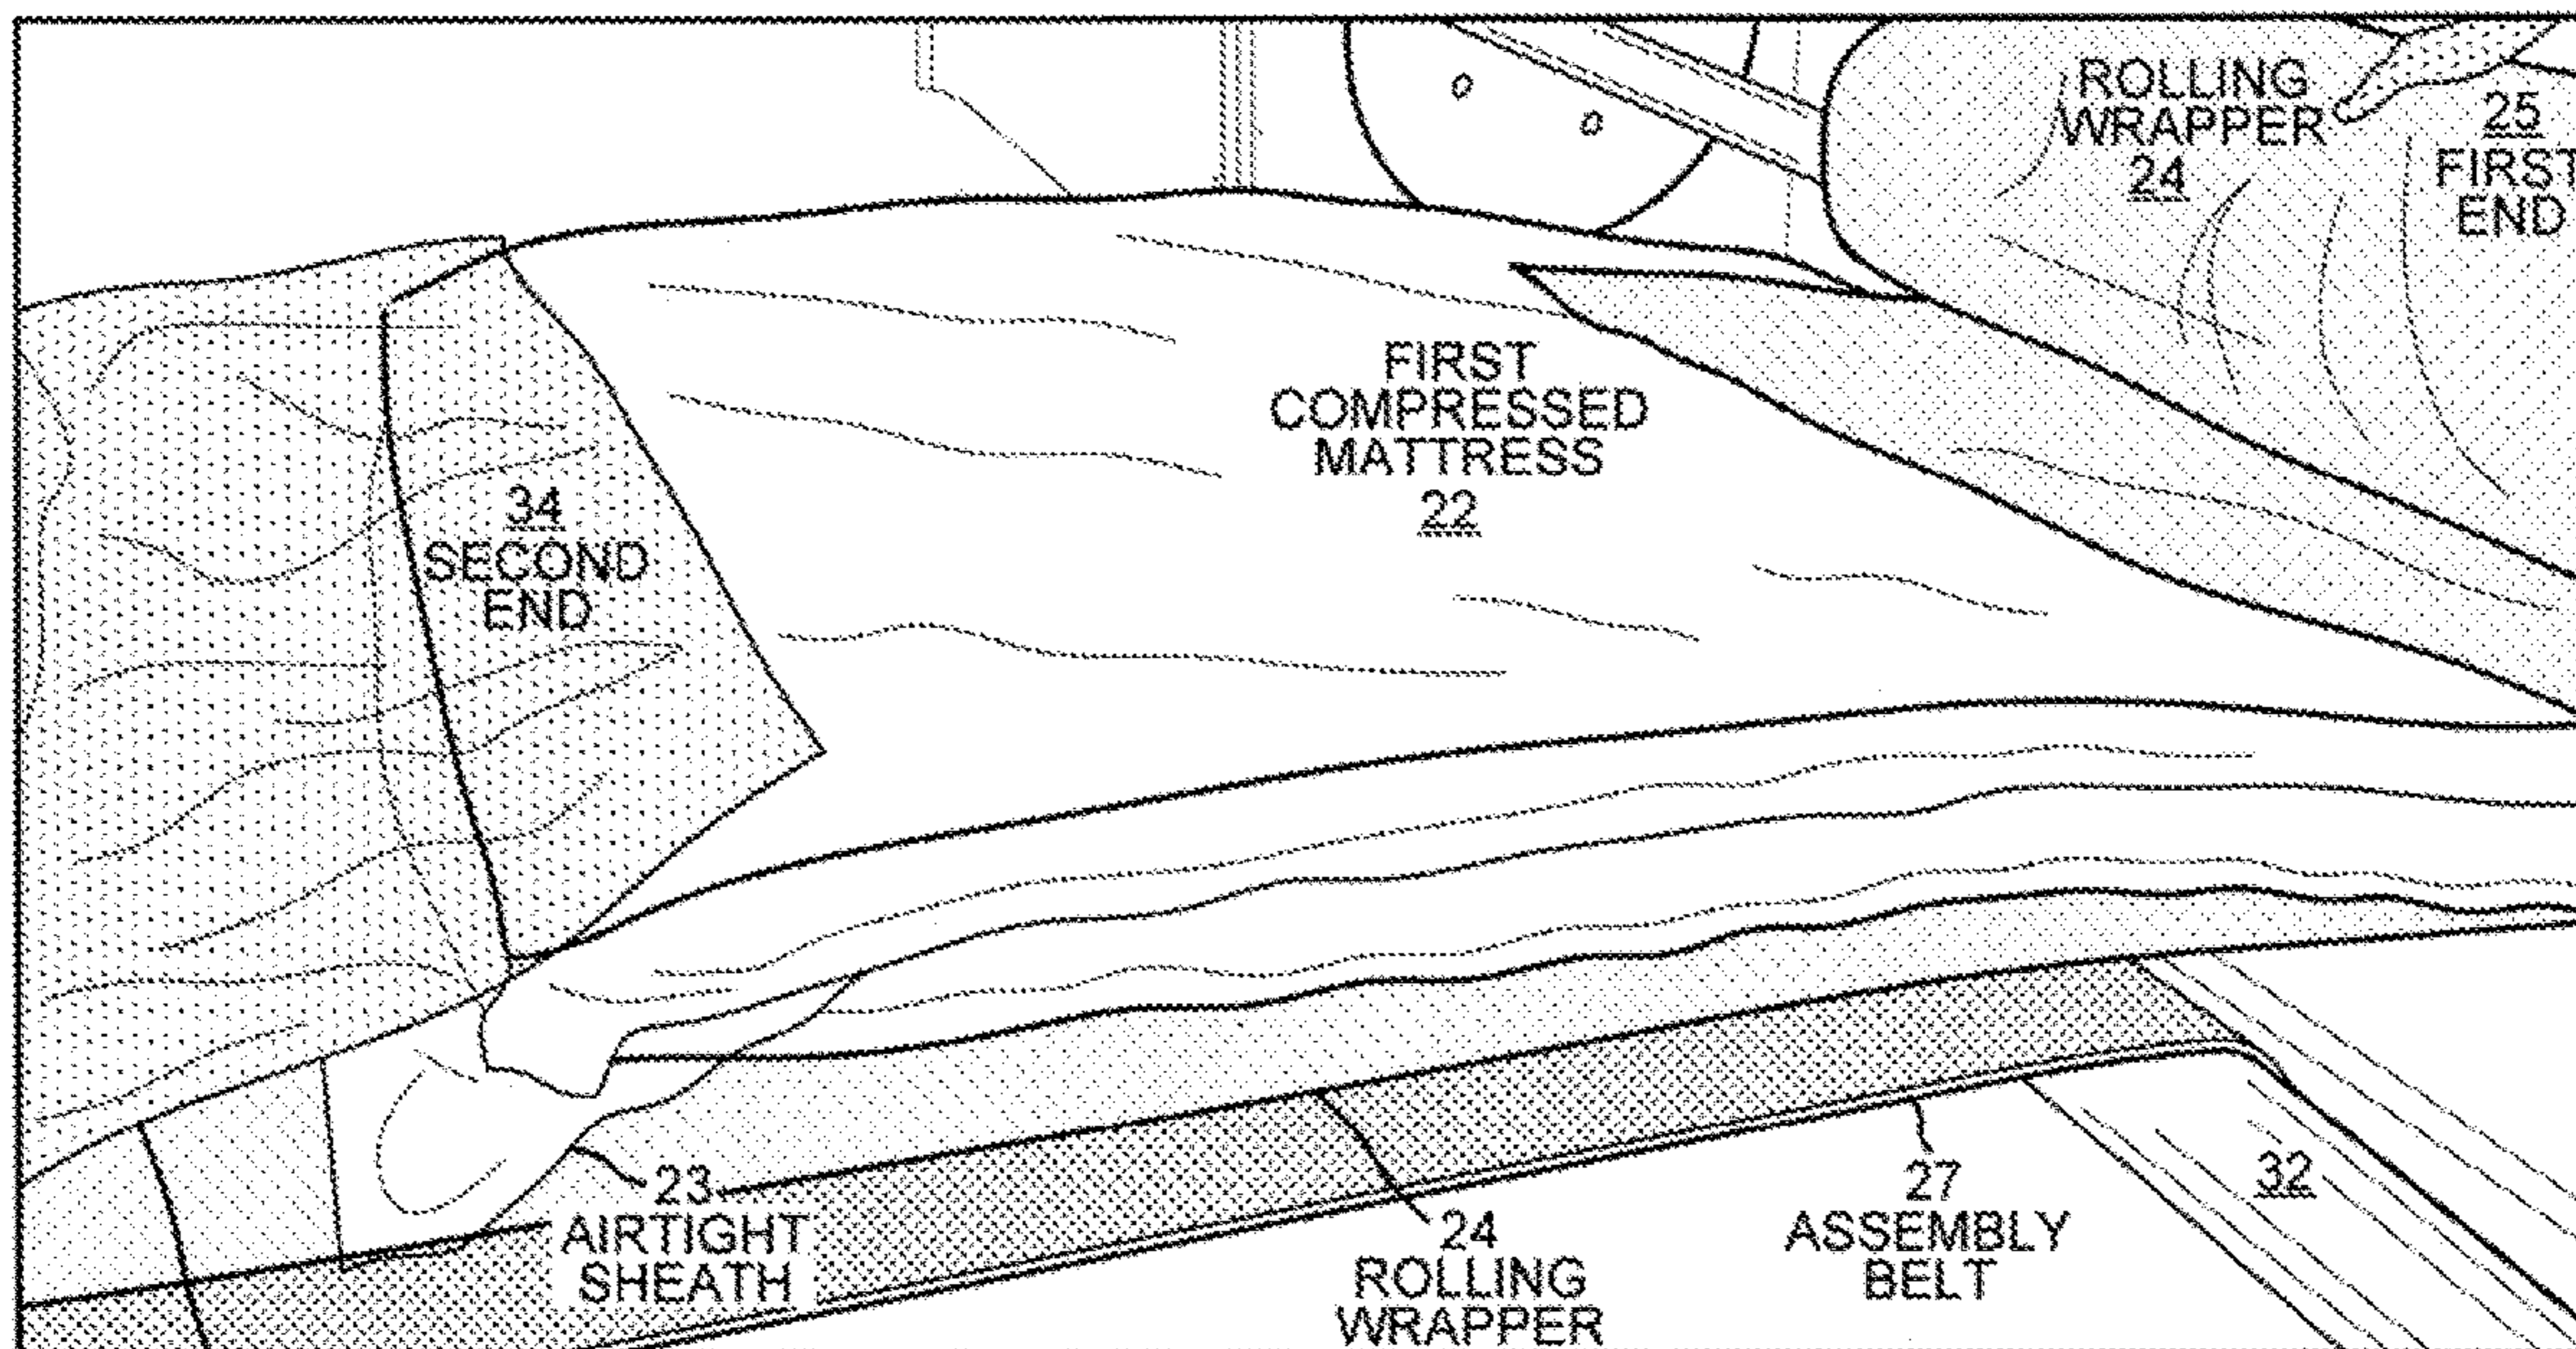 ROLLING
WRAPPER
24
25
FIRST
END
FIRST
COMPRESSED
MATTRESS
22
34
SECOND
END
23
AIRTIGHT
SHEATH
24
ROLLING
WRAPPER
27
ASSEMBLY
BELT
32